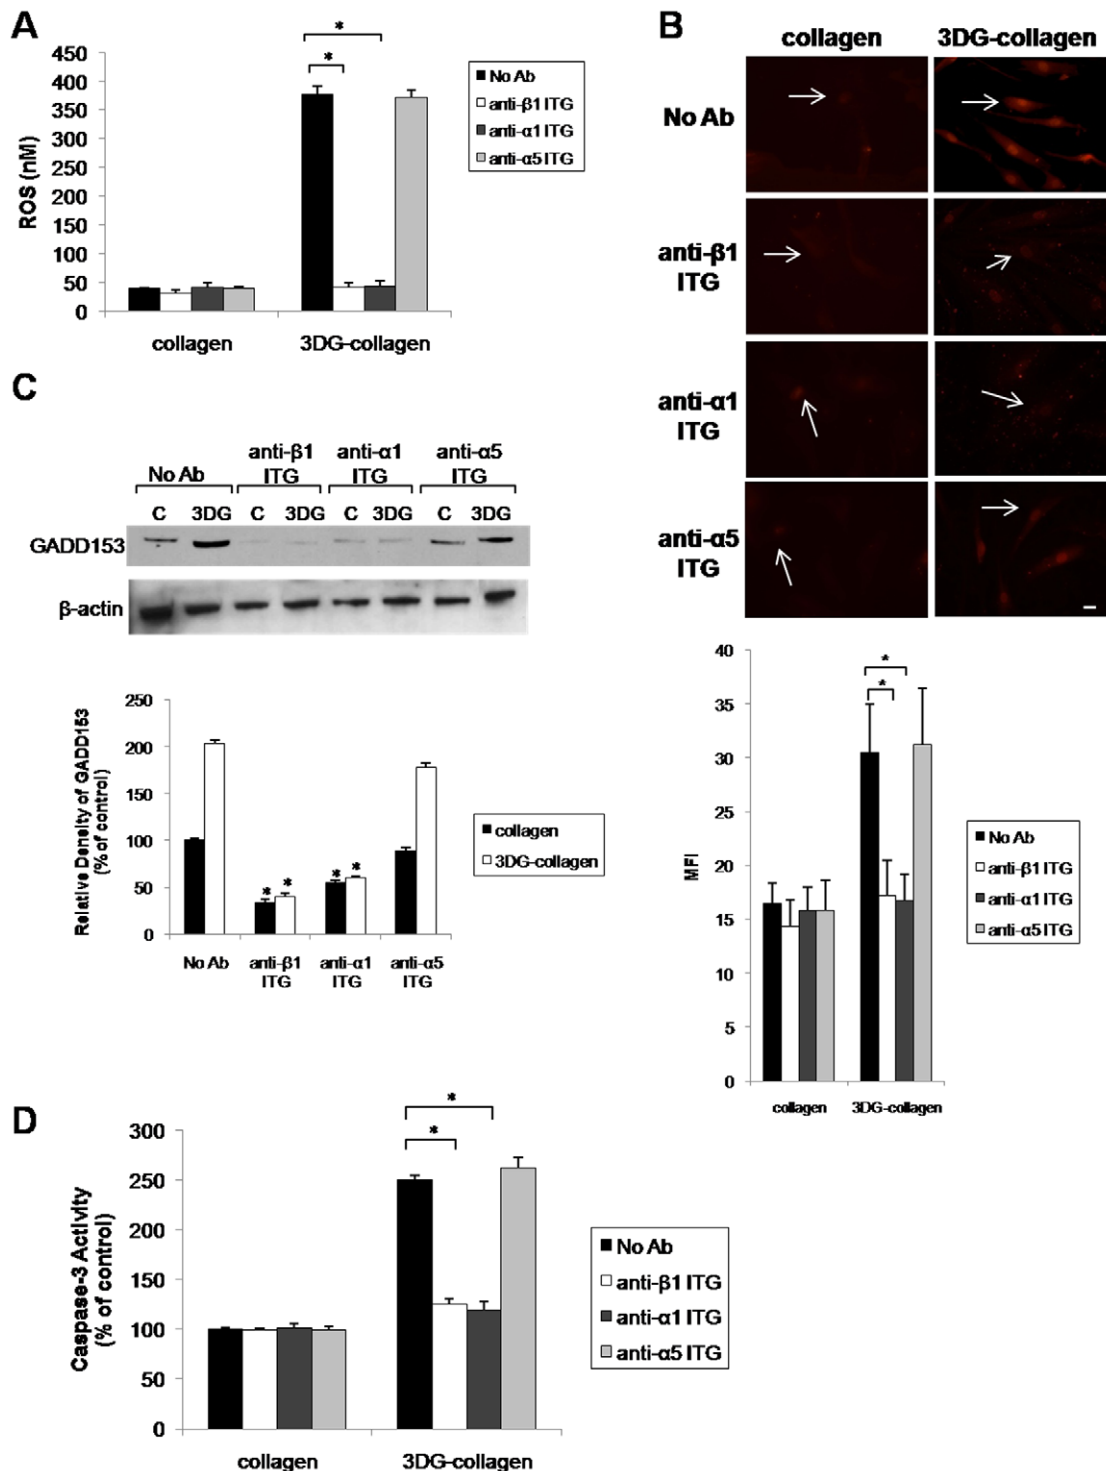 A
450
400
350
300
250
200
150
100
50
0
ROS (nM)
*
*
No Ab
anti-β1 ITG
anti-α1 ITG
anti-α5 ITG
collagen
3DG-collagen
B
collagen
3DG-collagen
No Ab
anti-β1
ITG
anti-α1
ITG
anti-α5
ITG
40
35
30
25
20
15
10
5
0
MFI
*
*
No Ab
anti-β1 ITG
anti-α1 ITG
anti-α5 ITG
collagen
3DG-collagen
C
No Ab
anti-β1
ITG
anti-α1
ITG
anti-α5
ITG
C 3DG C 3DG C 3DG C 3DG
GADD153
β-actin
250
200
150
100
50
0
Relative Density of GADD153
(% of control)
* *
* *
collagen
3DG-collagen
No Ab
anti-β1
ITG
anti-α1
ITG
anti-α5
ITG
D
300
250
200
150
100
50
0
Caspase-3 Activity
(% of control)
*
*
No Ab
anti-β1 ITG
anti-α1 ITG
anti-α5 ITG
collagen
3DG-collagen